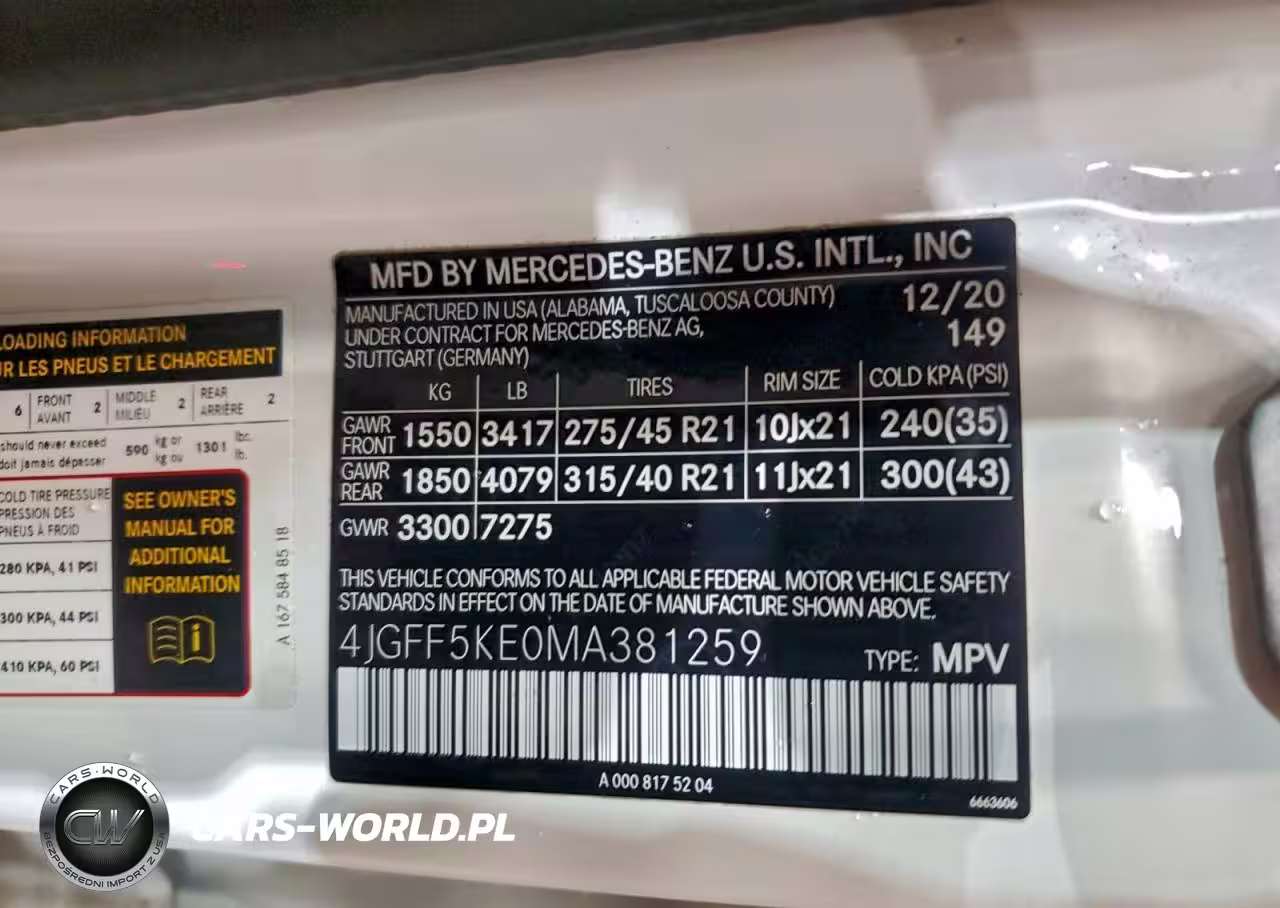 LOADING INFORMATION
UR LES PNEUS ET LE CHARGEMENT
6 FRONT AVANT 2 MIDDLE MILIEU 2 REAR ARRIÈRE 2
should never exceed
doit jamais dépasser
590 kg or kg ou 1301 lbs. lb.
COLD TIRE PRESSURE
PRESSION DES
PNEUS À FROID
280 KPA, 41 PSI
300 KPA, 44 PSI
410 KPA, 60 PSI
SEE OWNER'S
MANUAL FOR
ADDITIONAL
INFORMATION
A 167 584 85 18
MFD BY MERCEDES-BENZ U.S. INTL., INC
MANUFACTURED IN USA (ALABAMA, TUSCALOOSA COUNTY) 12/20
UNDER CONTRACT FOR MERCEDES-BENZ AG, 149
STUTTGART (GERMANY)
KG LB TIRES RIM SIZE COLD KPA (PSI)
GAWR FRONT 1550 3417 275/45 R21 10Jx21 240(35)
GAWR REAR 1850 4079 315/40 R21 11Jx21 300(43)
GVWR 3300 7275
THIS VEHICLE CONFORMS TO ALL APPLICABLE FEDERAL MOTOR VEHICLE SAFETY
STANDARDS IN EFFECT ON THE DATE OF MANUFACTURE SHOWN ABOVE.
4JGFF5KE0MA381259 TYPE: MPV
A 000 817 52 04
6663606
CARS-WORLD
CW
BEZPOŚREDNI IMPORT Z USA
CARS-WORLD.PL